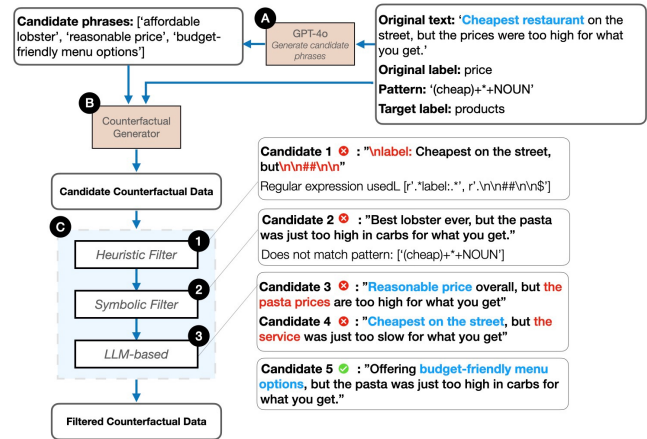 Candidate phrases: ['affordable
lobster', 'reasonable price', 'budget-
friendly menu options']
A
GPT-4o
Generate candidate
phrases
Original text: 'Cheapest restaurant on the
street, but the prices were too high for what
you get.'
Original label: price
Pattern: '(cheap)+*+NOUN'
Target label: products
B
Counterfactual
Generator
Candidate Counterfactual Data
C
1
Heuristic Filter
2
Symbolic Filter
3
LLM-based
Filtered Counterfactual Data
Candidate 1 : "\nlabel: Cheapest on the street,
but\n\n##\n\n"
Regular expression usedL [r'.*label:.*', r'.\n\n##\n\n$']
Candidate 2 : "Best lobster ever, but the pasta
was just too high in carbs for what you get."
Does not match pattern: ['(cheap)+*+NOUN']
Candidate 3 : "Reasonable price overall, but the
pasta prices are too high for what you get"
Candidate 4 : "Cheapest on the street, but the
service was just too slow for what you get"
Candidate 5 : "Offering budget-friendly menu
options, but the pasta was just too high in carbs for
what you get."